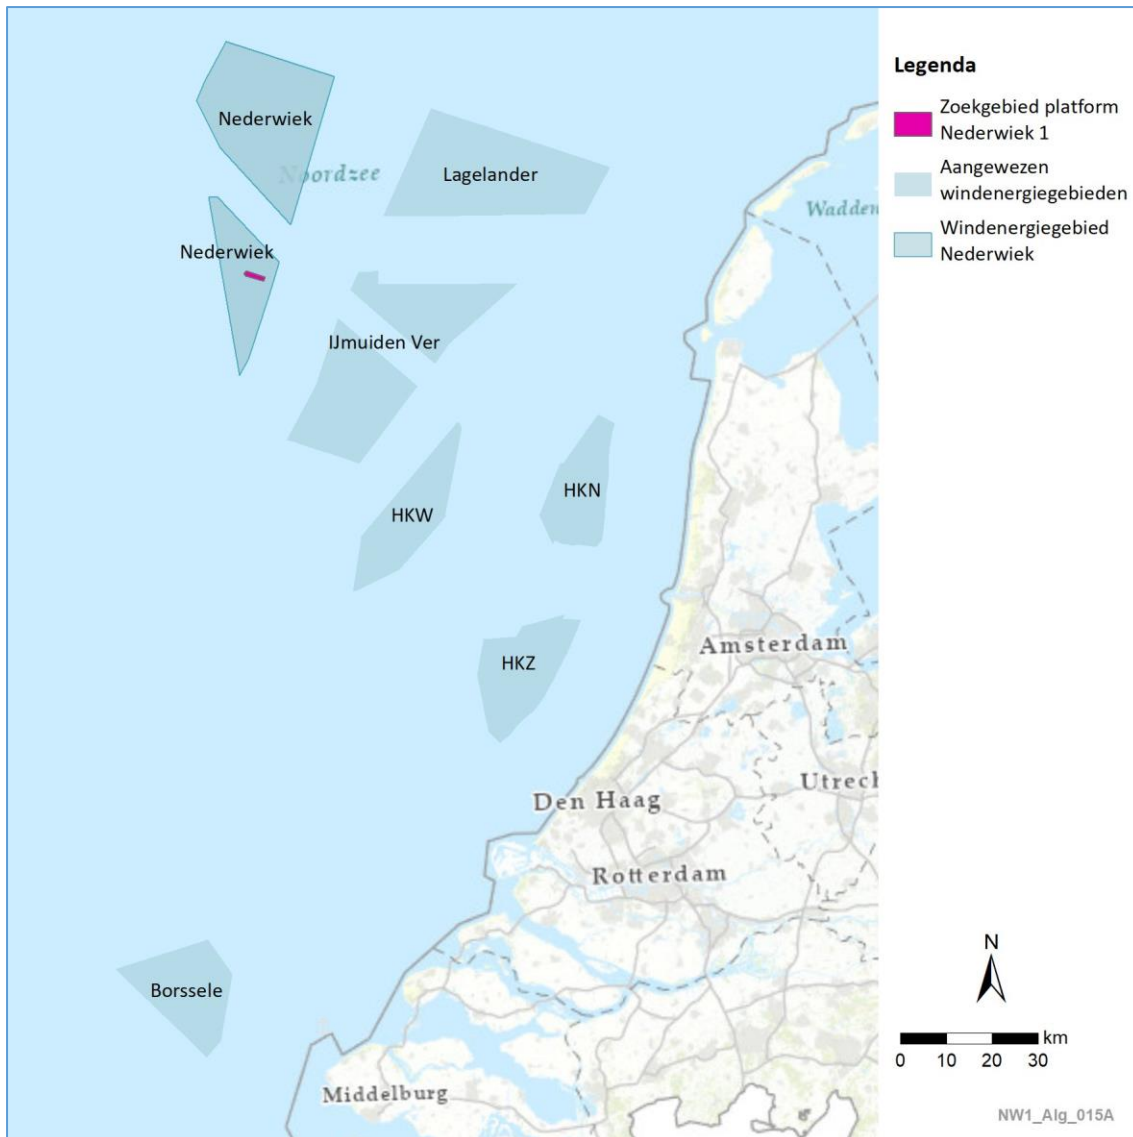 Nederwiek
Noordzee
Lagelander
Wadden
Nederwiek
IJmuiden Ver
HKN
HKW
HKZ
Amsterdam
Utrech
Den Haag
Rotterdam
Borssele
Middelburg
Legenda
Zoekgebied platform
Nederwiek 1
Aangewezen
windenergiegebieden
Windenergiegebied
Nederwiek
N
km
0 10 20 30
NW1_Alg_015A